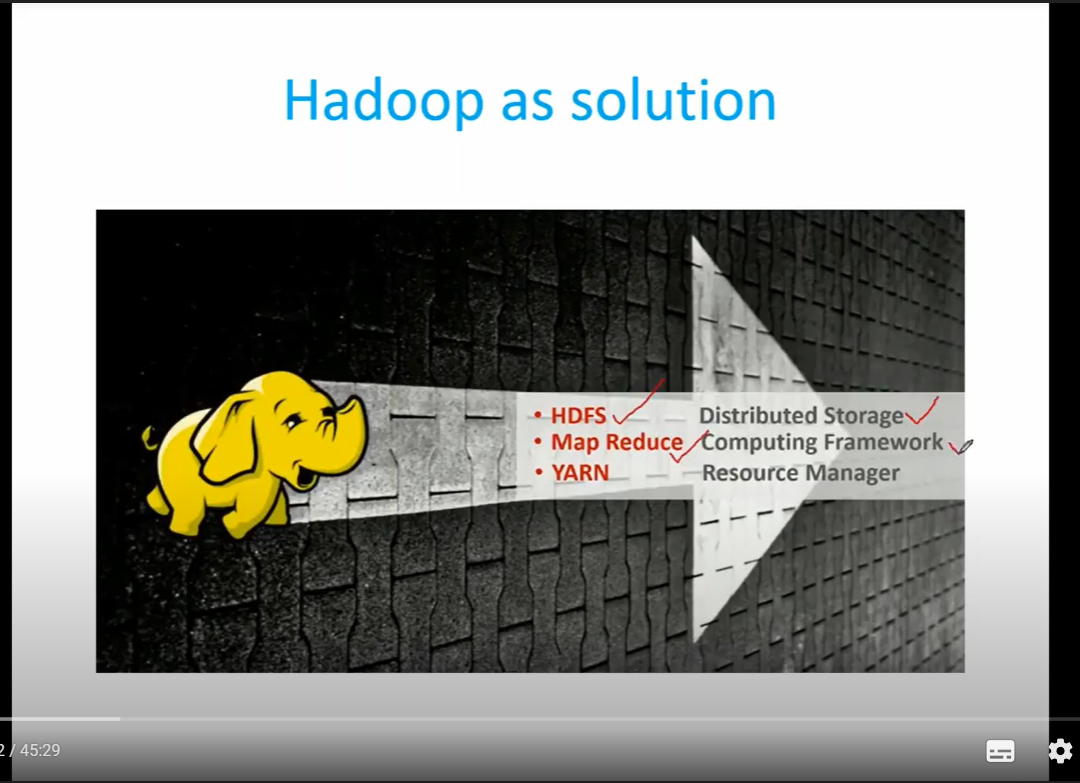 Hadoop as solution
• HDFS Distributed Storage
• Map Reduce Computing Framework
• YARN Resource Manager
/ 45:29